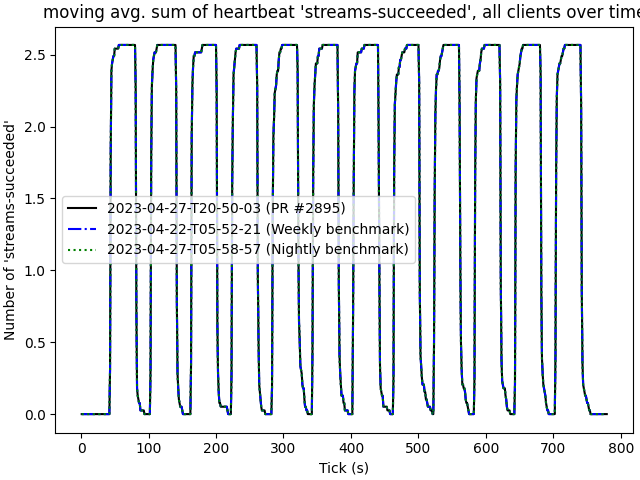 moving avg. sum of heartbeat 'streams-succeeded', all clients over time
2.5
2.0
1.5
1.0
0.5
0.0
Number of 'streams-succeeded'
2023-04-27-T20-50-03 (PR #2895)
2023-04-22-T05-52-21 (Weekly benchmark)
2023-04-27-T05-58-57 (Nightly benchmark)
0 100 200 300 400 500 600 700 800
Tick (s)